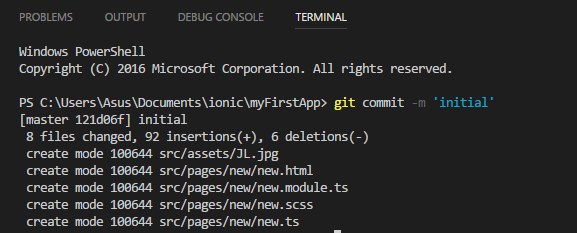 PROBLEMS OUTPUT DEBUG CONSOLE TERMINAL
Windows PowerShell
Copyright (C) 2016 Microsoft Corporation. All rights reserved.
PS C:\Users\Asus\Documents\ionic\myFirstApp> git commit -m 'initial'
[master 121d06f] initial
8 files changed, 92 insertions(+), 6 deletions(-)
create mode 100644 src/assets/JL.jpg
create mode 100644 src/pages/new/new.html
create mode 100644 src/pages/new/new.module.ts
create mode 100644 src/pages/new/new.scss
create mode 100644 src/pages/new/new.ts